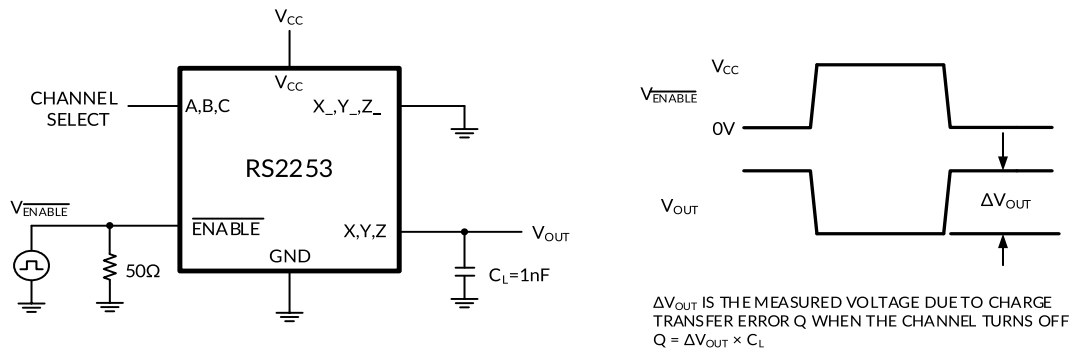 VCC
VCC
CHANNEL
SELECT
A,B,C
X_,Y_,Z_
RS2253
VENABLE
ENABLE
X,Y,Z
VOUT
GND
50Ω
CL=1nF
VCC
VENABLE
0V
VOUT
ΔVOUT
ΔVOUT IS THE MEASURED VOLTAGE DUE TO CHARGE
TRANSFER ERROR Q WHEN THE CHANNEL TURNS OFF
Q = ΔVOUT × CL